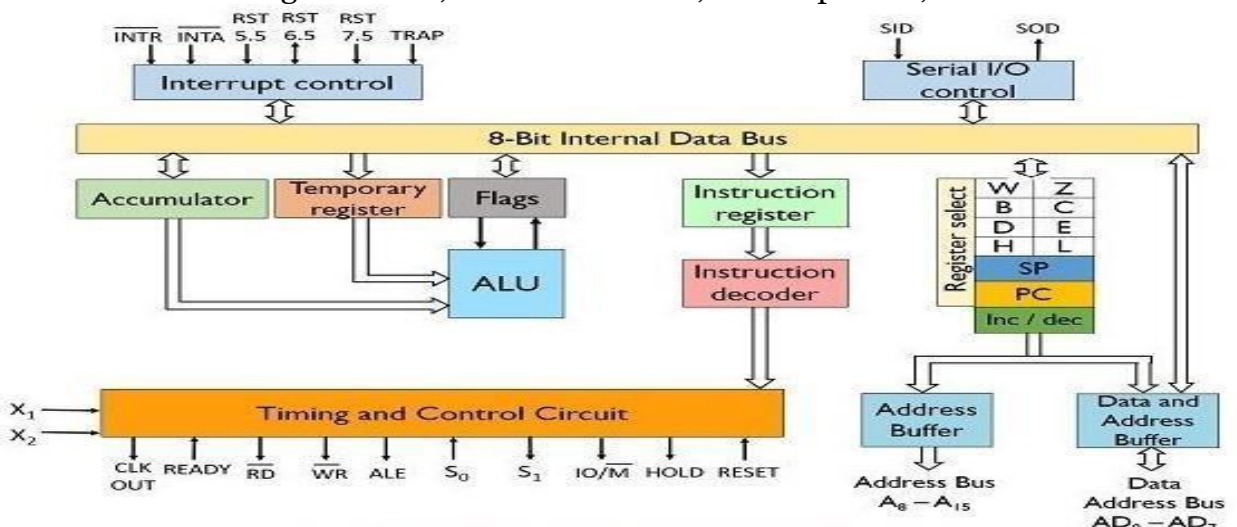 INTR INTA RST 5.5 RST 6.5 RST 7.5 TRAP
SID SOD
Interrupt control
Serial I/O
control
8-Bit Internal Data Bus
Accumulator
Temporary
register
Flags
Instruction
register
Register select
W Z
B C
D E
H L
SP
PC
Inc / dec
ALU
Instruction
decoder
X₁
X₂
Timing and Control Circuit
Address
Buffer
Data and
Address
Buffer
CLK OUT READY RD WR ALE S₀ S₁ IO/M HOLD RESET
Address Bus
A₈ – A₁₅
Data
Address Bus